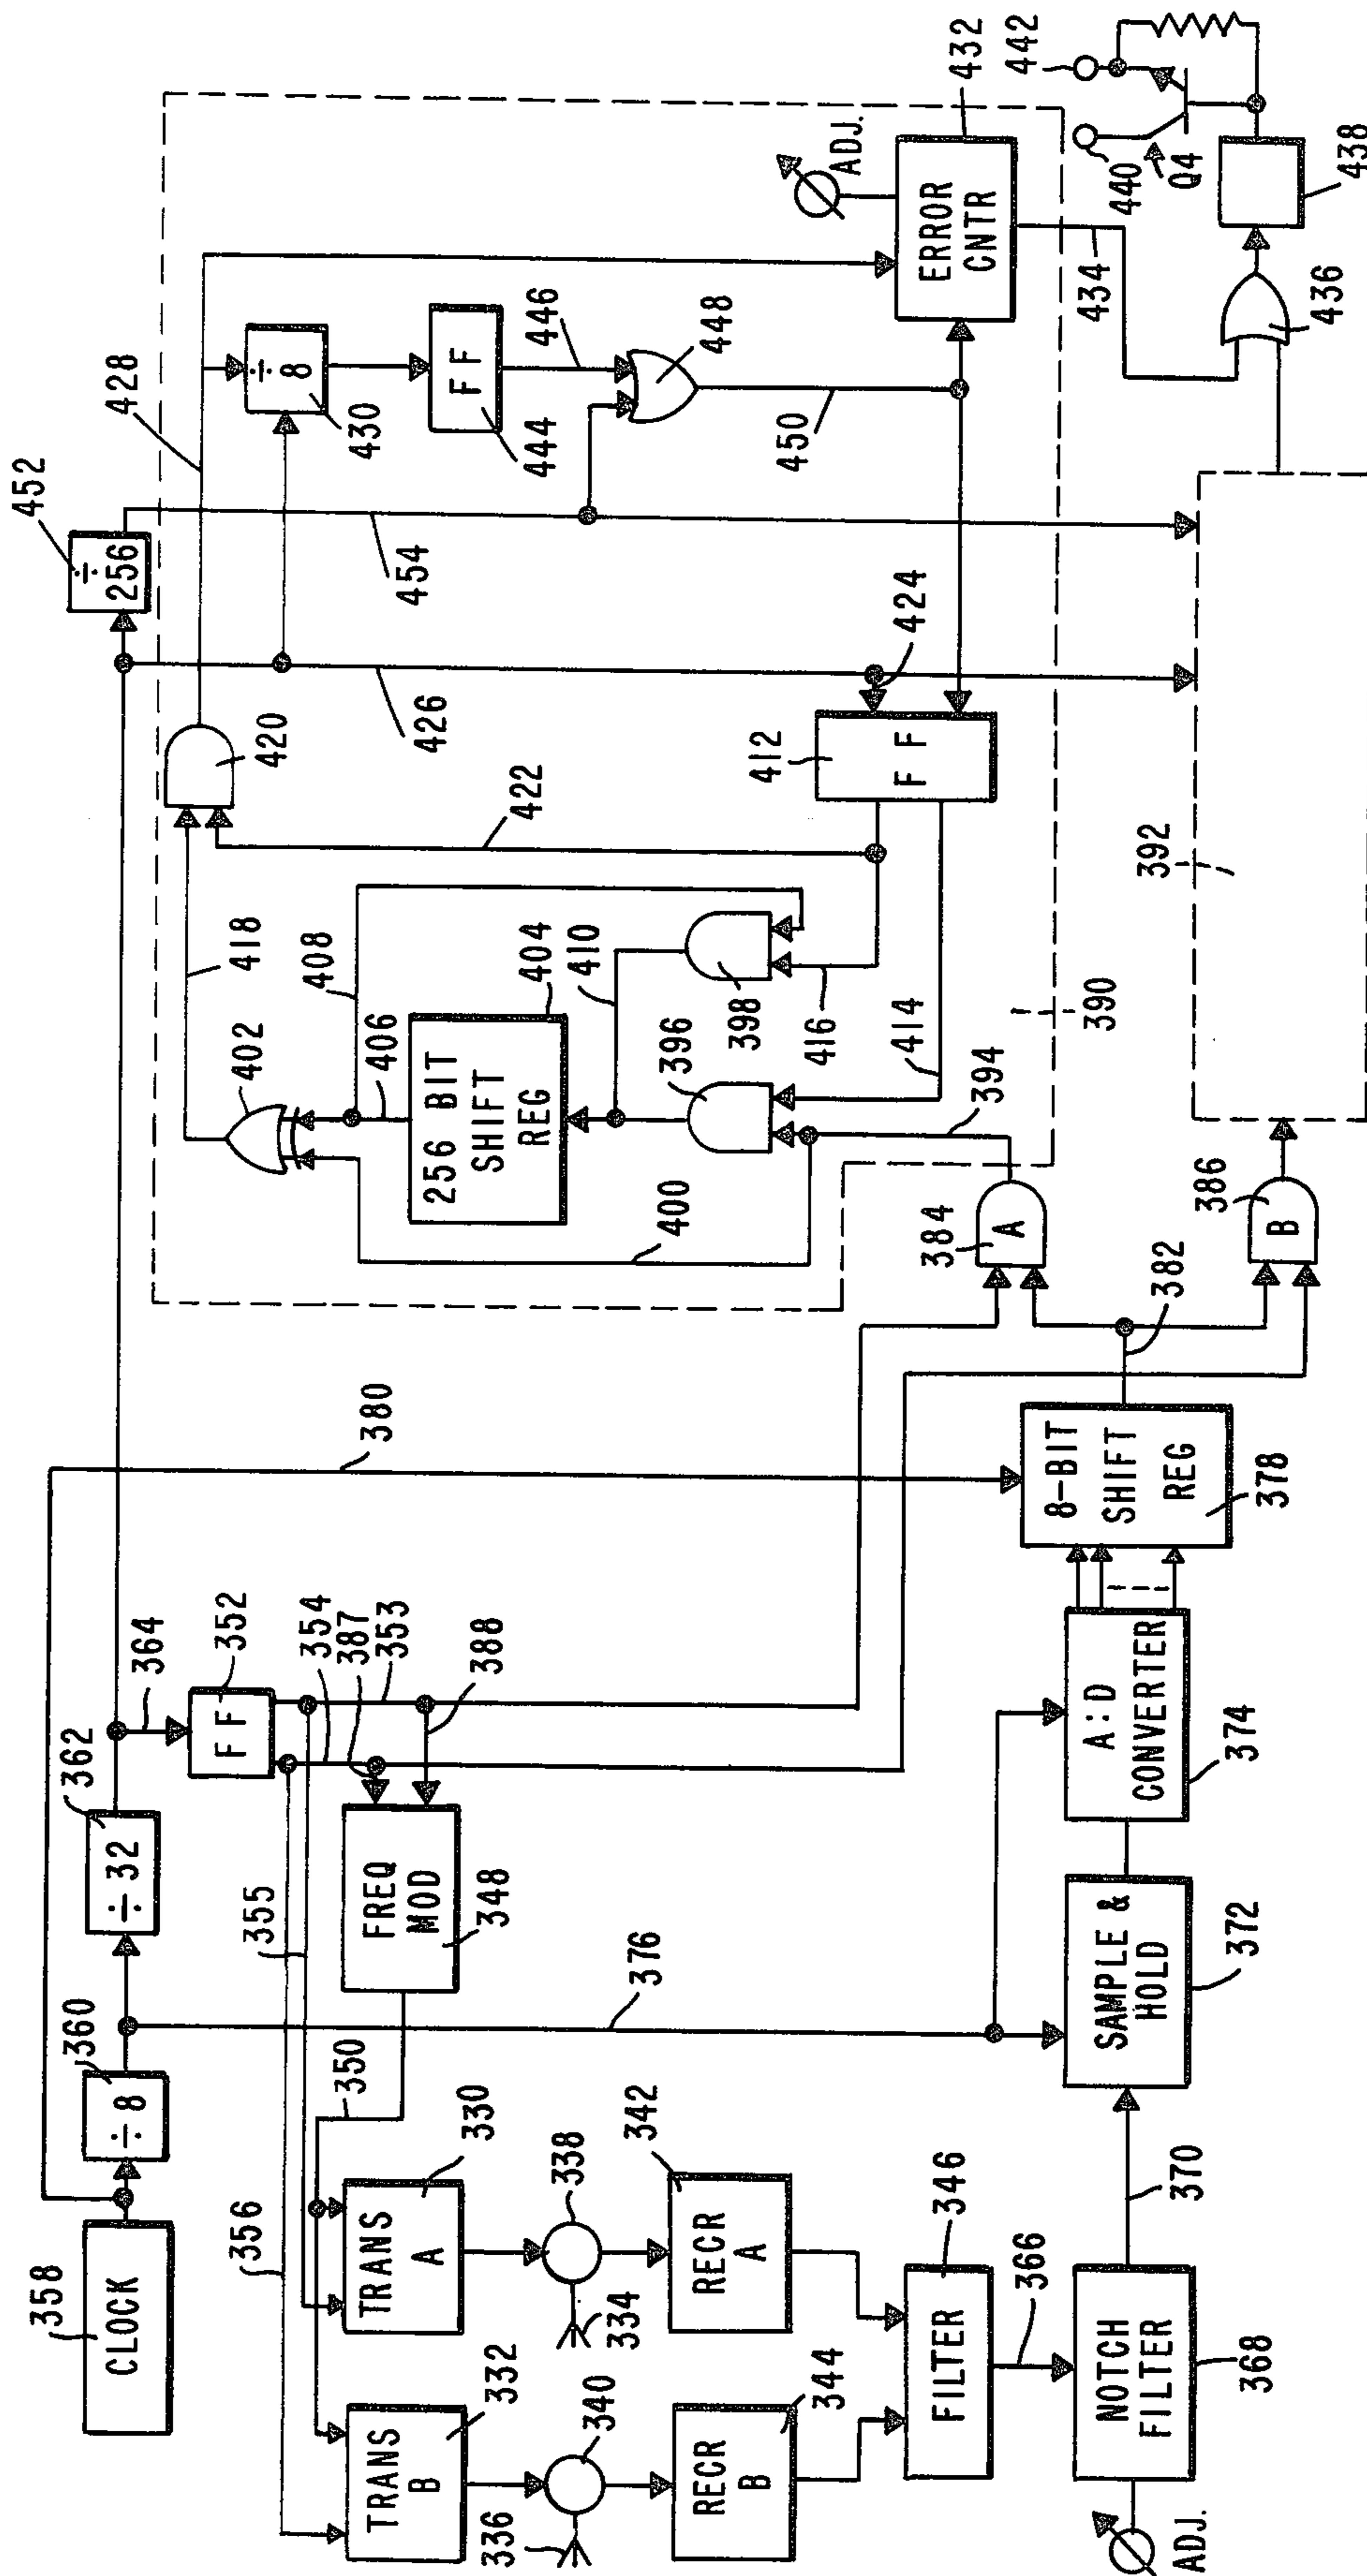 358
CLOCK
360
÷8
362
÷32
364
FF
352
380
452
÷
256
428
356
355
354
387
388
353
350
FREQ
MOD
348
376
TRANS
A
330
TRANS
B
332
338
334
340
336
RECR
A
342
RECR
B
344
FILTER
346
366
NOTCH
FILTER
368
ADJ.
370
SAMPLE &
HOLD
372
A:D
CONVERTER
374
8-BIT
SHIFT
REG
378
382
A
384
B
386
390
392
394
400
402
418
256 BIT
SHIFT
REG
404
406
408
410
396
398
416
414
FF
412
424
422
420
426
454
÷
8
430
FF
444
446
448
450
ERROR
CNTR
432
ADJ.
434
436
438
440
Q4
442